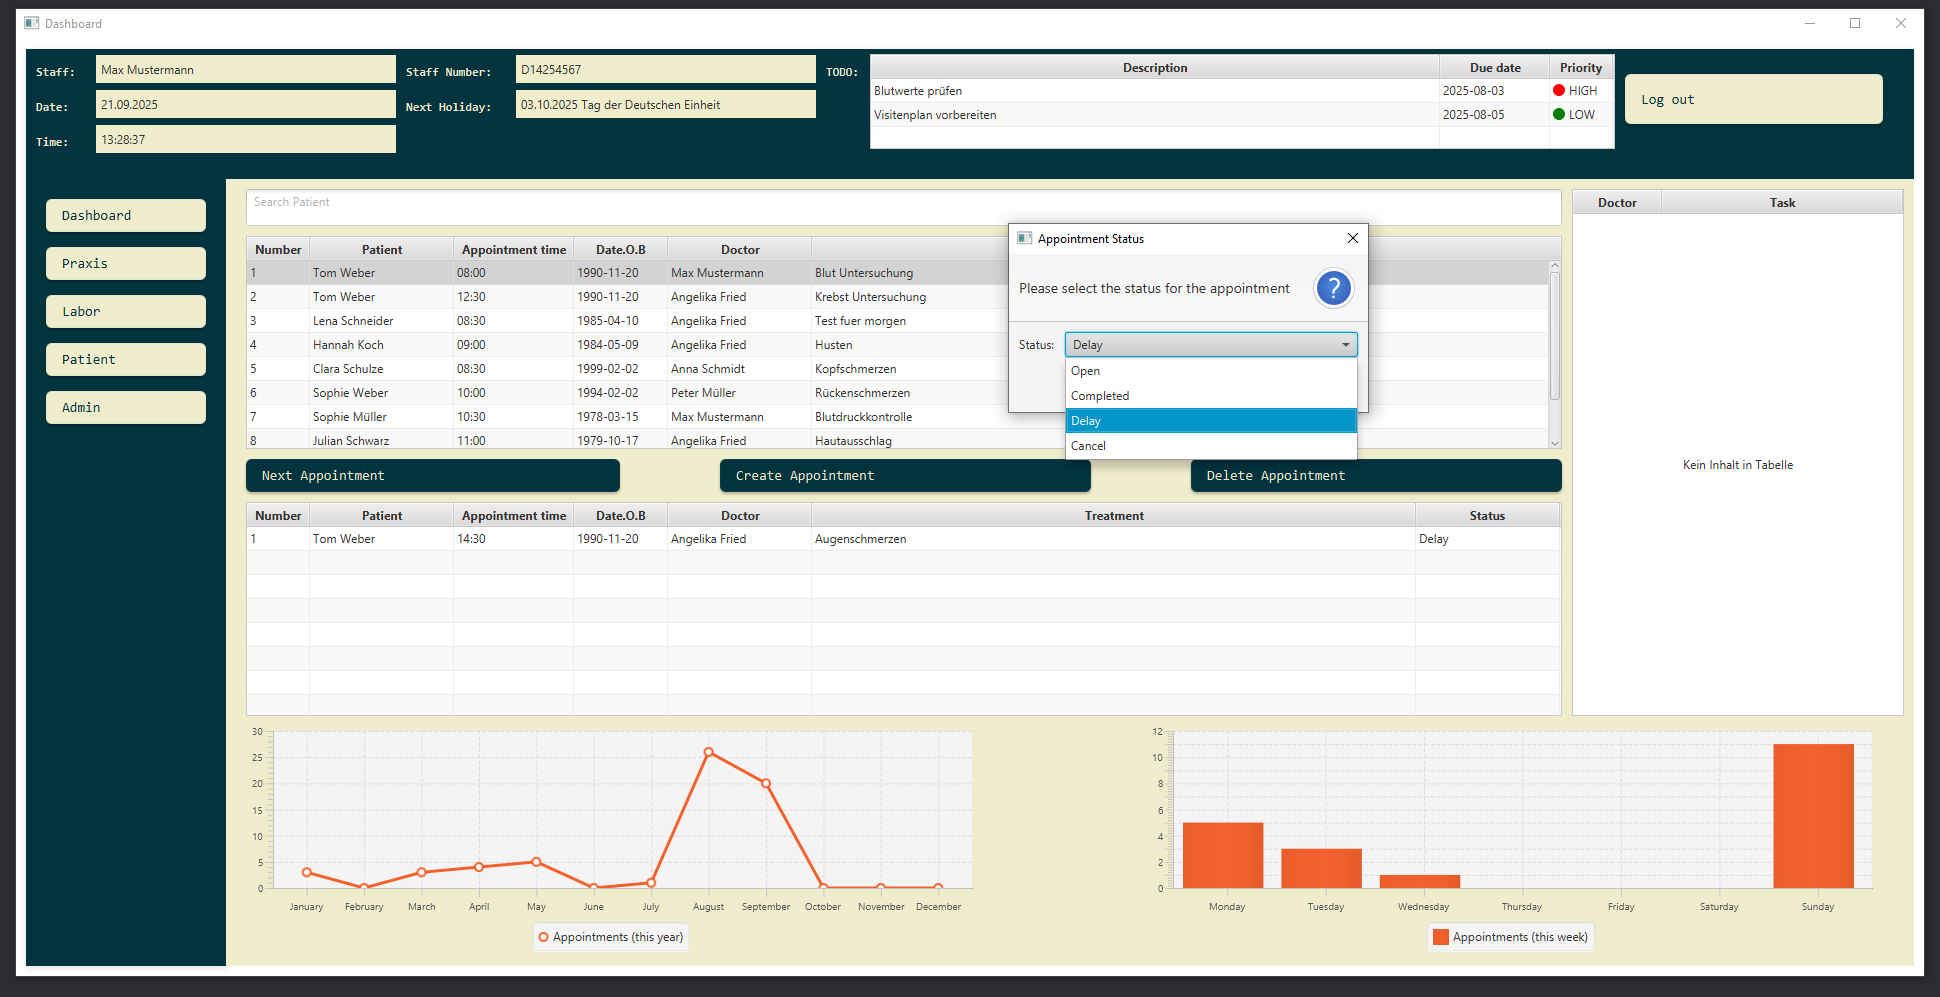 Dashboard
Staff: Max Mustermann Staff Number: D14254567 TODO:
Date: 21.09.2025 Next Holiday: 03.10.2025 Tag der Deutschen Einheit
Time: 13:28:37
Description Due date Priority
Blutwerte prüfen 2025-08-03 HIGH
Visitenplan vorbereiten 2025-08-05 LOW
Log out
Dashboard
Praxis
Labor
Patient
Admin
Search Patient
Number Patient Appointment time Date.O.B Doctor
1 Tom Weber 08:00 1990-11-20 Max Mustermann Blut Untersuchung
2 Tom Weber 12:30 1990-11-20 Angelika Fried Krebst Untersuchung
3 Lena Schneider 08:30 1985-04-10 Angelika Fried Test fuer morgen
4 Hannah Koch 09:00 1984-05-09 Angelika Fried Husten
5 Clara Schulze 08:30 1999-02-02 Anna Schmidt Kopfschmerzen
6 Sophie Weber 10:00 1994-02-02 Peter Müller Rückenschmerzen
7 Sophie Müller 10:30 1978-03-15 Max Mustermann Blutdruckkontrolle
8 Julian Schwarz 11:00 1979-10-17 Angelika Fried Hautausschlag
Appointment Status
Please select the status for the appointment
?
Status: Delay
Open
Completed
Delay
Cancel
Doctor Task
Kein Inhalt in Tabelle
Next Appointment Create Appointment Delete Appointment
Number Patient Appointment time Date.O.B Doctor Treatment Status
1 Tom Weber 14:30 1990-11-20 Angelika Fried Augenschmerzen Delay
30
25
20
15
10
5
0
January February March April May June July August September October November December
Appointments (this year)
12
10
8
6
4
2
0
Monday Tuesday Wednesday Thursday Friday Saturday Sunday
Appointments (this week)